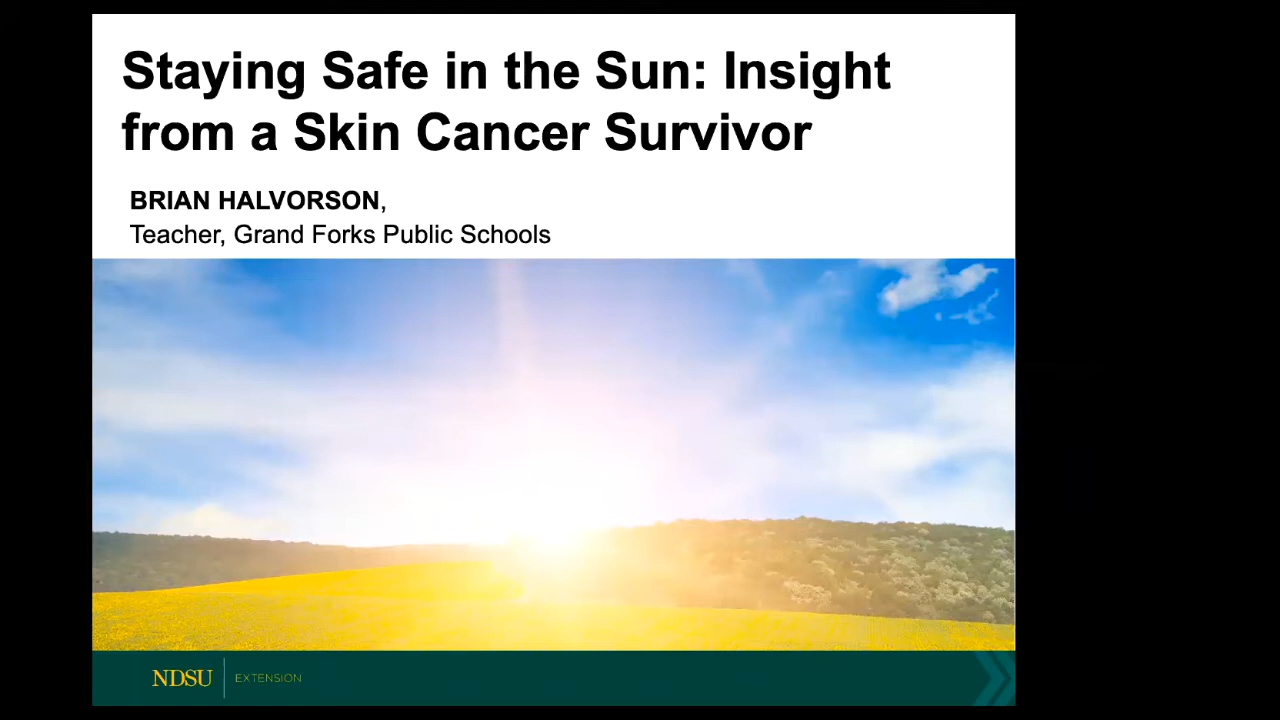 Staying Safe in the Sun: Insight
from a Skin Cancer Survivor
BRIAN HALVORSON,
Teacher, Grand Forks Public Schools
NDSU EXTENSION